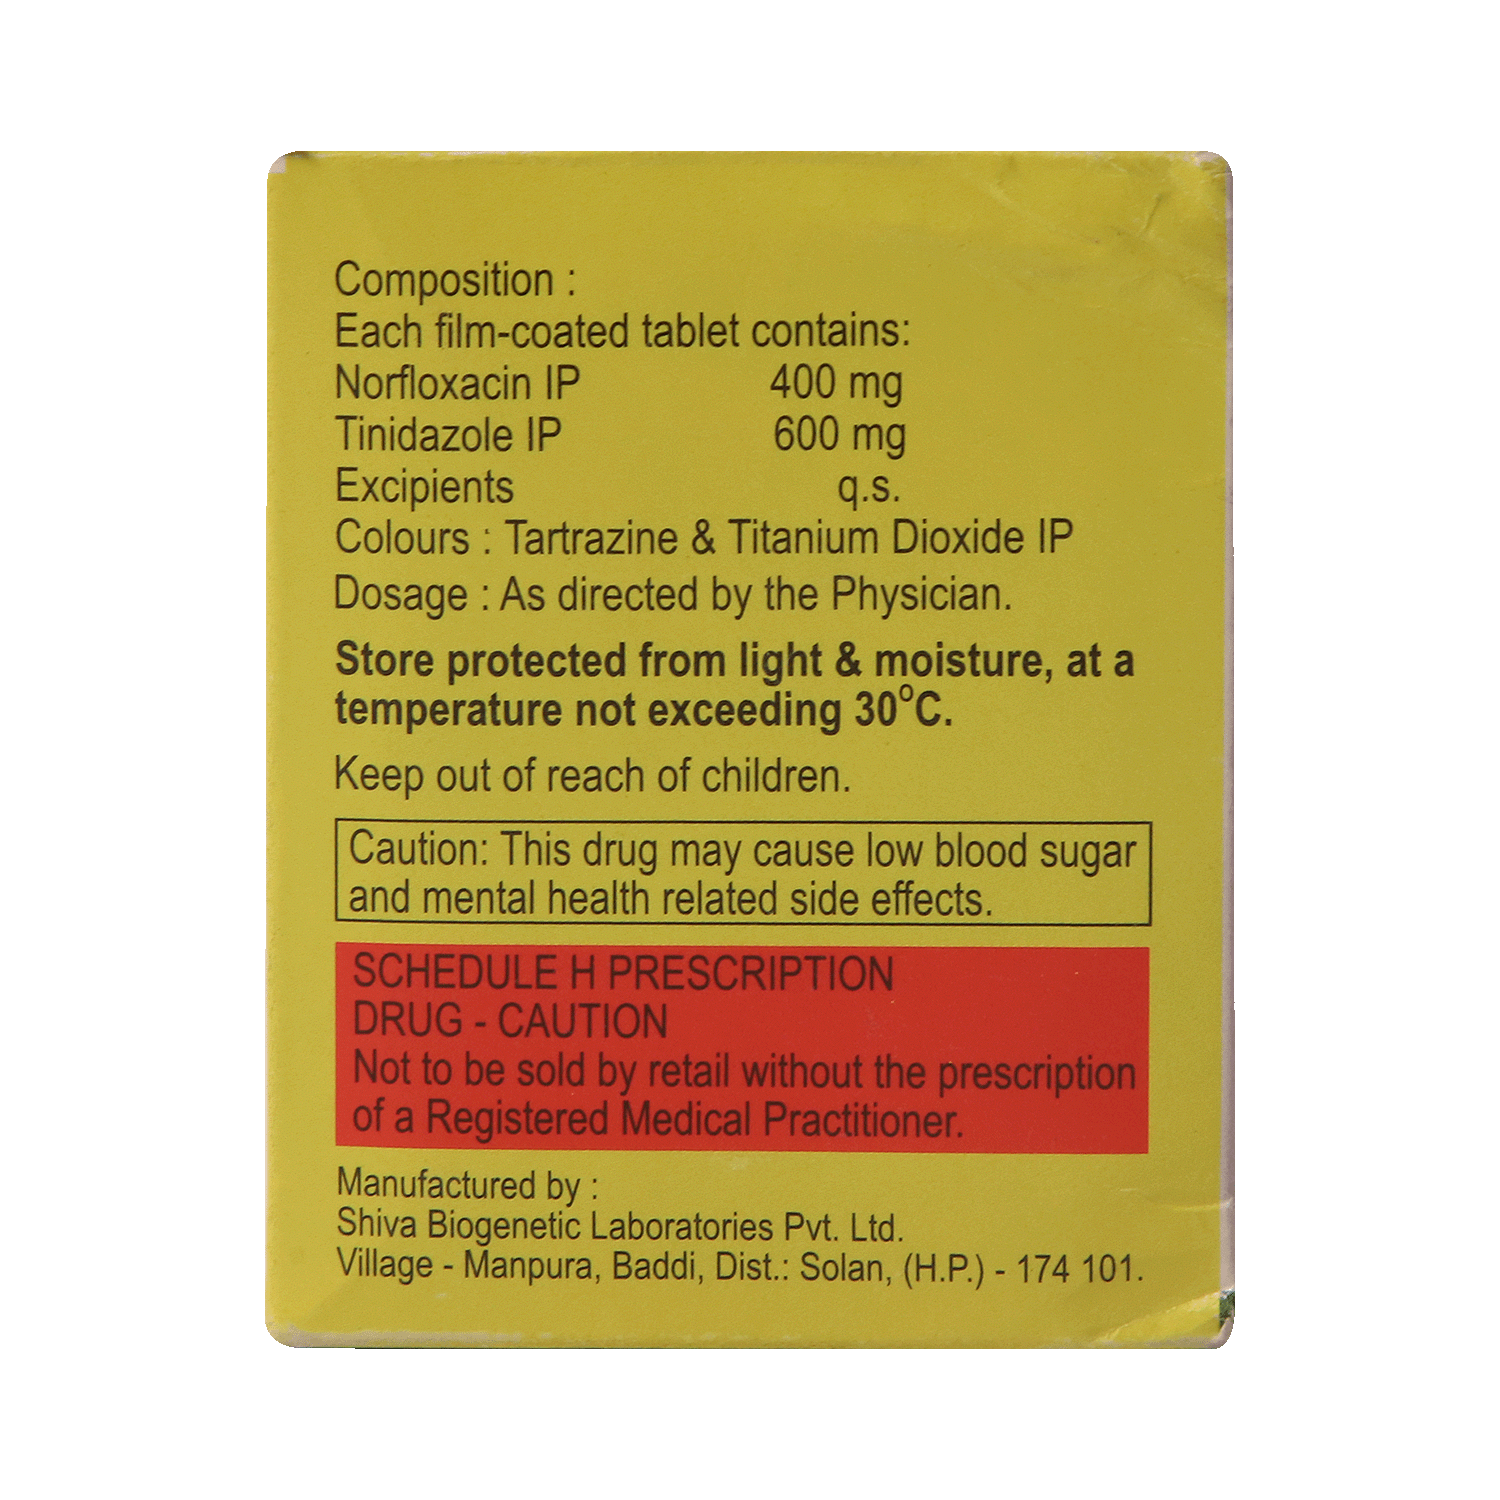 Composition :
Each film-coated tablet contains:
Norfloxacin IP 400 mg
Tinidazole IP 600 mg
Excipients q.s.
Colours : Tartrazine & Titanium Dioxide IP
Dosage : As directed by the Physician.
Store protected from light & moisture, at a
temperature not exceeding 30°C.
Keep out of reach of children.
Caution: This drug may cause low blood sugar
and mental health related side effects.
SCHEDULE H PRESCRIPTION
DRUG - CAUTION
Not to be sold by retail without the prescription
of a Registered Medical Practitioner.
Manufactured by :
Shiva Biogenetic Laboratories Pvt. Ltd.
Village - Manpura, Baddi, Dist.: Solan, (H.P.) - 174 101.